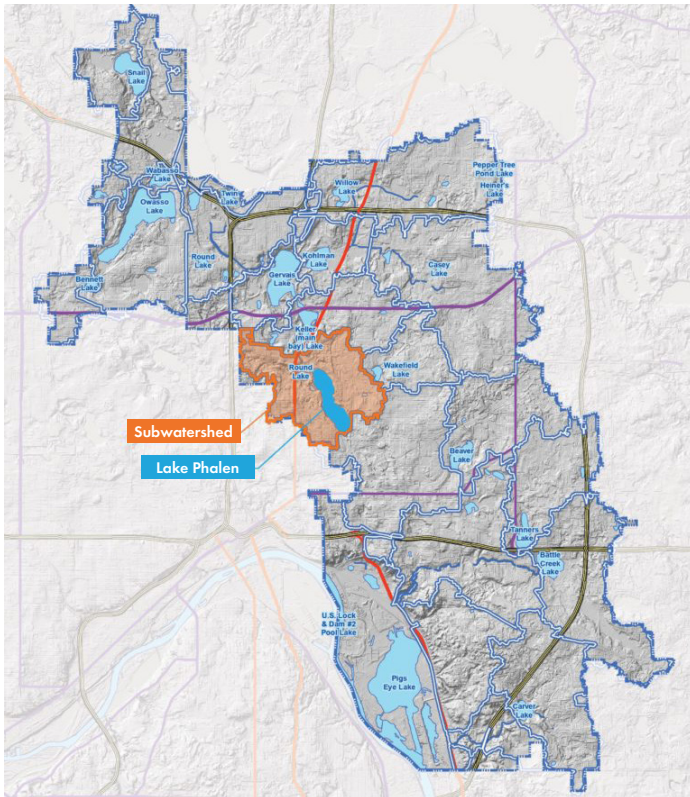 Snail
Lake
Wabasso
Lake
Owasso
Lake
Twin
Lake
Willow
Lake
Pepper Tree
Pond Lake
Heiner's
Lake
Round
Lake
Bennett
Lake
Kohlman
Lake
Gervais
Lake
Casey
Lake
Keller
(main
bay) Lake
Round
Lake
Wakefield
Lake
Subwatershed
Lake Phalen
Beaver
Lake
Tanners
Lake
Battle
Creek
Lake
U.S. Lock
& Dam #2
Pool Lake
Pigs
Eye Lake
Carver
Lake